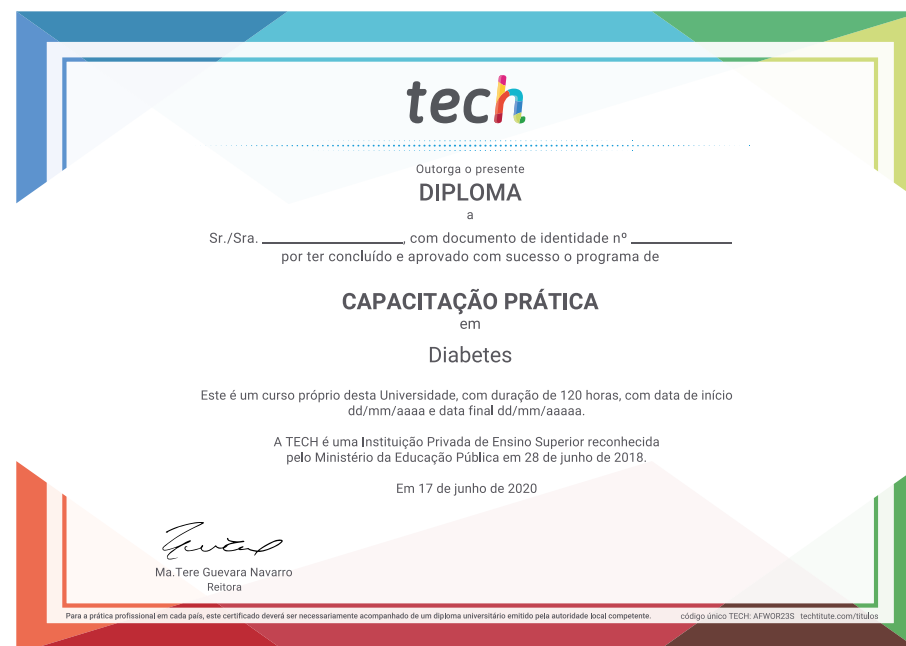 tech
Outorga o presente
DIPLOMA
a
Sr./Sra. ________________, com documento de identidade nº ____________
por ter concluído e aprovado com sucesso o programa de
CAPACITAÇÃO PRÁTICA
em
Diabetes
Este é um curso próprio desta Universidade, com duração de 120 horas, com data de início
dd/mm/aaaa e data final dd/mm/aaaaa.
A TECH é uma Instituição Privada de Ensino Superior reconhecida
pelo Ministério da Educação Pública em 28 de junho de 2018.
Em 17 de junho de 2020
Ma.Tere Guevara Navarro
Reitora
Para a prática profissional em cada país, este certificado deverá ser necessariamente acompanhado de um diploma universitário emitido pela autoridade local competente. código único TECH: AFWOR23S techtitute.com/titulos